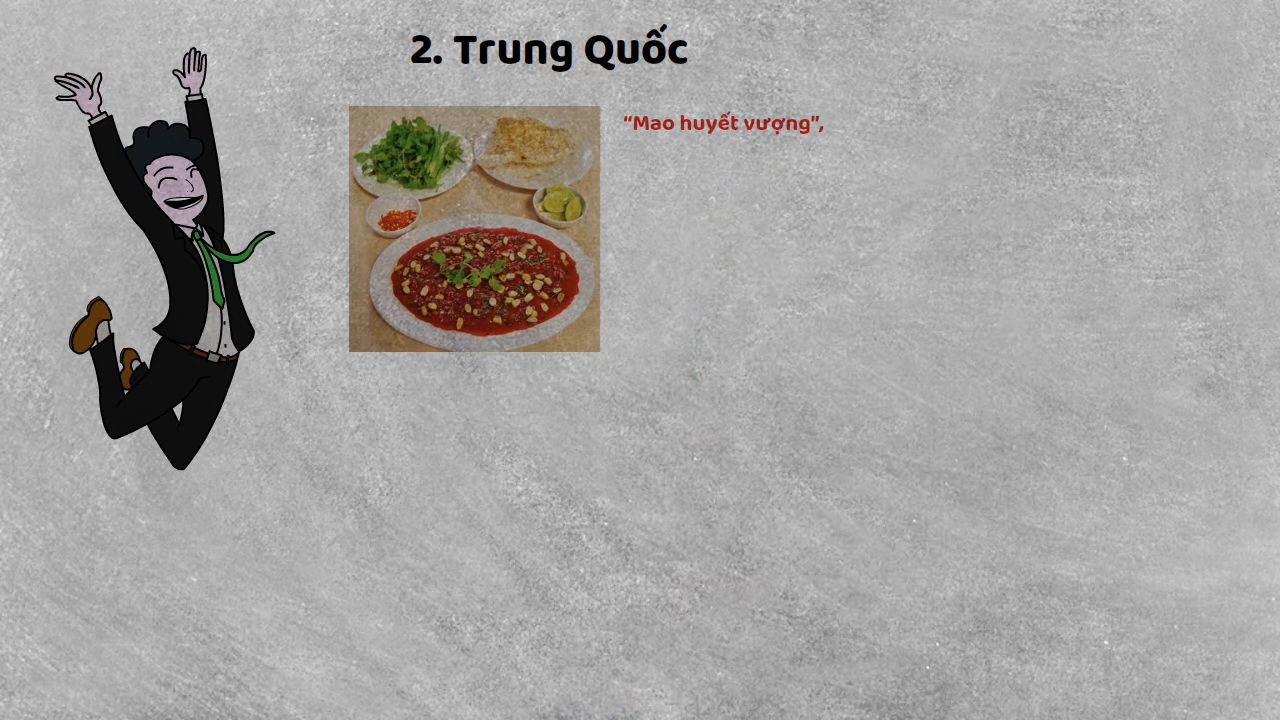 2. Trung Quốc
“Mao huyết vượng”,